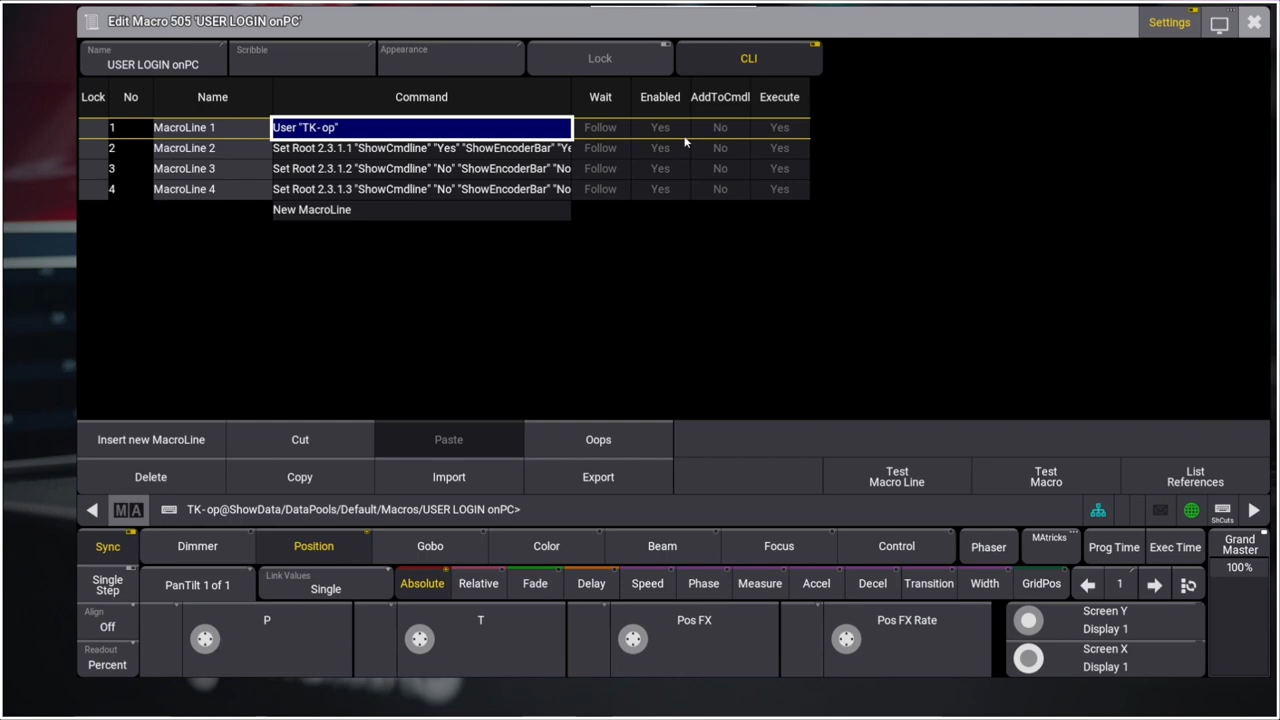 Edit Macro 505 'USER LOGIN onPC'
Settings
Name
USER LOGIN onPC
Scribble
Appearance
Lock
CLI
Lock No Name Command Wait Enabled AddToCmdl Execute
1 MacroLine 1 User "TK-op" Follow Yes No Yes
2 MacroLine 2 Set Root 2.3.1.1 "ShowCmdline" "Yes" "ShowEncoderBar" "Ye Follow Yes No Yes
3 MacroLine 3 Set Root 2.3.1.2 "ShowCmdline" "No" "ShowEncoderBar" "No Follow Yes No Yes
4 MacroLine 4 Set Root 2.3.1.3 "ShowCmdline" "No" "ShowEncoderBar" "No Follow Yes No Yes
New MacroLine
Insert new MacroLine Cut Paste Oops
Delete Copy Import Export
Test
Macro Line
Test
Macro
List
References
MA TK-op@ShowData/DataPools/Default/Macros/USER LOGIN onPC>
ShCuts
Sync Dimmer Position Gobo Color Beam Focus Control Phaser MAtricks Prog Time Exec Time
Grand
Master
100%
Single
Step
PanTilt 1 of 1
Link Values
Single
Absolute Relative Fade Delay Speed Phase Measure Accel Decel Transition Width GridPos 1
Align
Off
Readout
Percent
P T Pos FX Pos FX Rate
Screen Y
Display 1
Screen X
Display 1